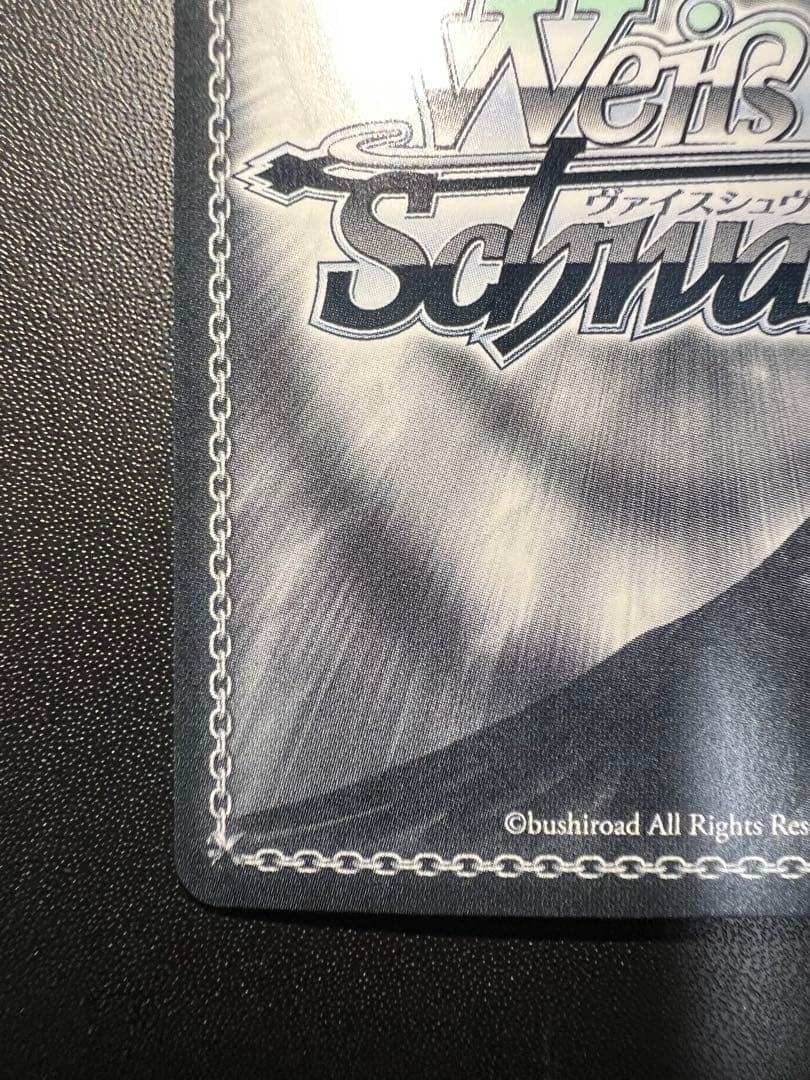 Weiß
ヴァイスシュヴ
Schwa
©bushiroad All Rights Res